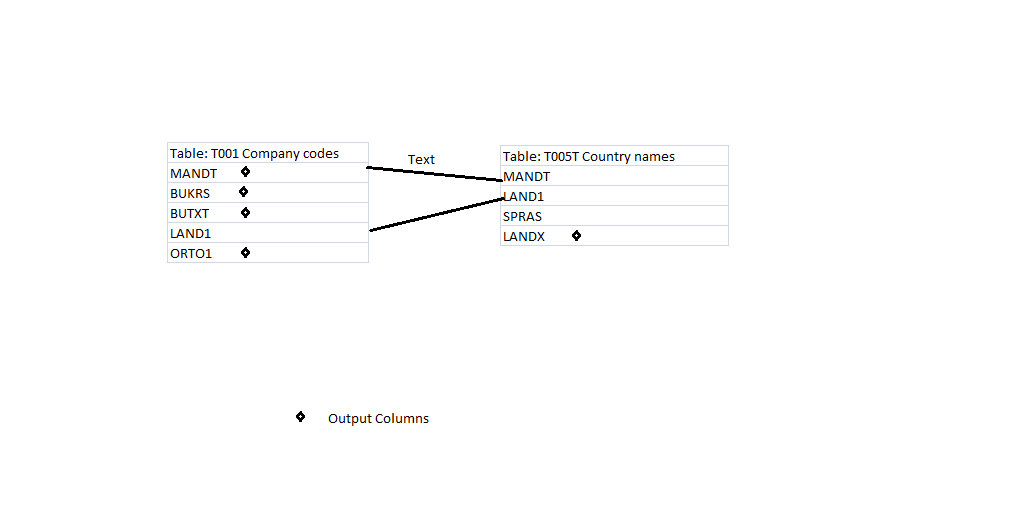 Table: T001 Company codes
MANDT
BUKRS
BUTXT
LAND1
ORTO1
Text
Table: T005T Country names
MANDT
LAND1
SPRAS
LANDX
Output Columns